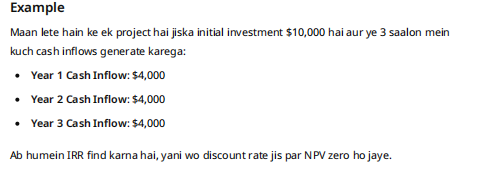 Example
Maan lete hain ke ek project hai jiska initial investment $10,000 hai aur ye 3 saalon mein
kuch cash inflows generate karega:
• Year 1 Cash Inflow: $4,000
• Year 2 Cash Inflow: $4,000
• Year 3 Cash Inflow: $4,000
Ab humein IRR find karna hai, yani wo discount rate jis par NPV zero ho jaye.